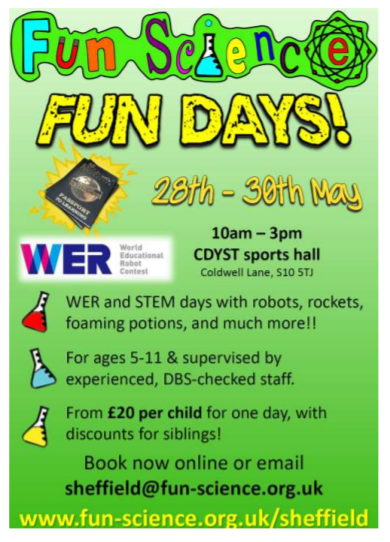 Fun Science
FUN DAYS!
PASSPORT
TO LEARNING
28th - 30th May
WER
World
Educational
Robot
Contest
10am – 3pm
CDYST sports hall
Coldwell Lane, S10 5TJ
WER and STEM days with robots, rockets,
foaming potions, and much more!!
For ages 5-11 & supervised by
experienced, DBS-checked staff.
From £20 per child for one day, with
discounts for siblings!
Book now online or email
sheffield@fun-science.org.uk
www.fun-science.org.uk/sheffield